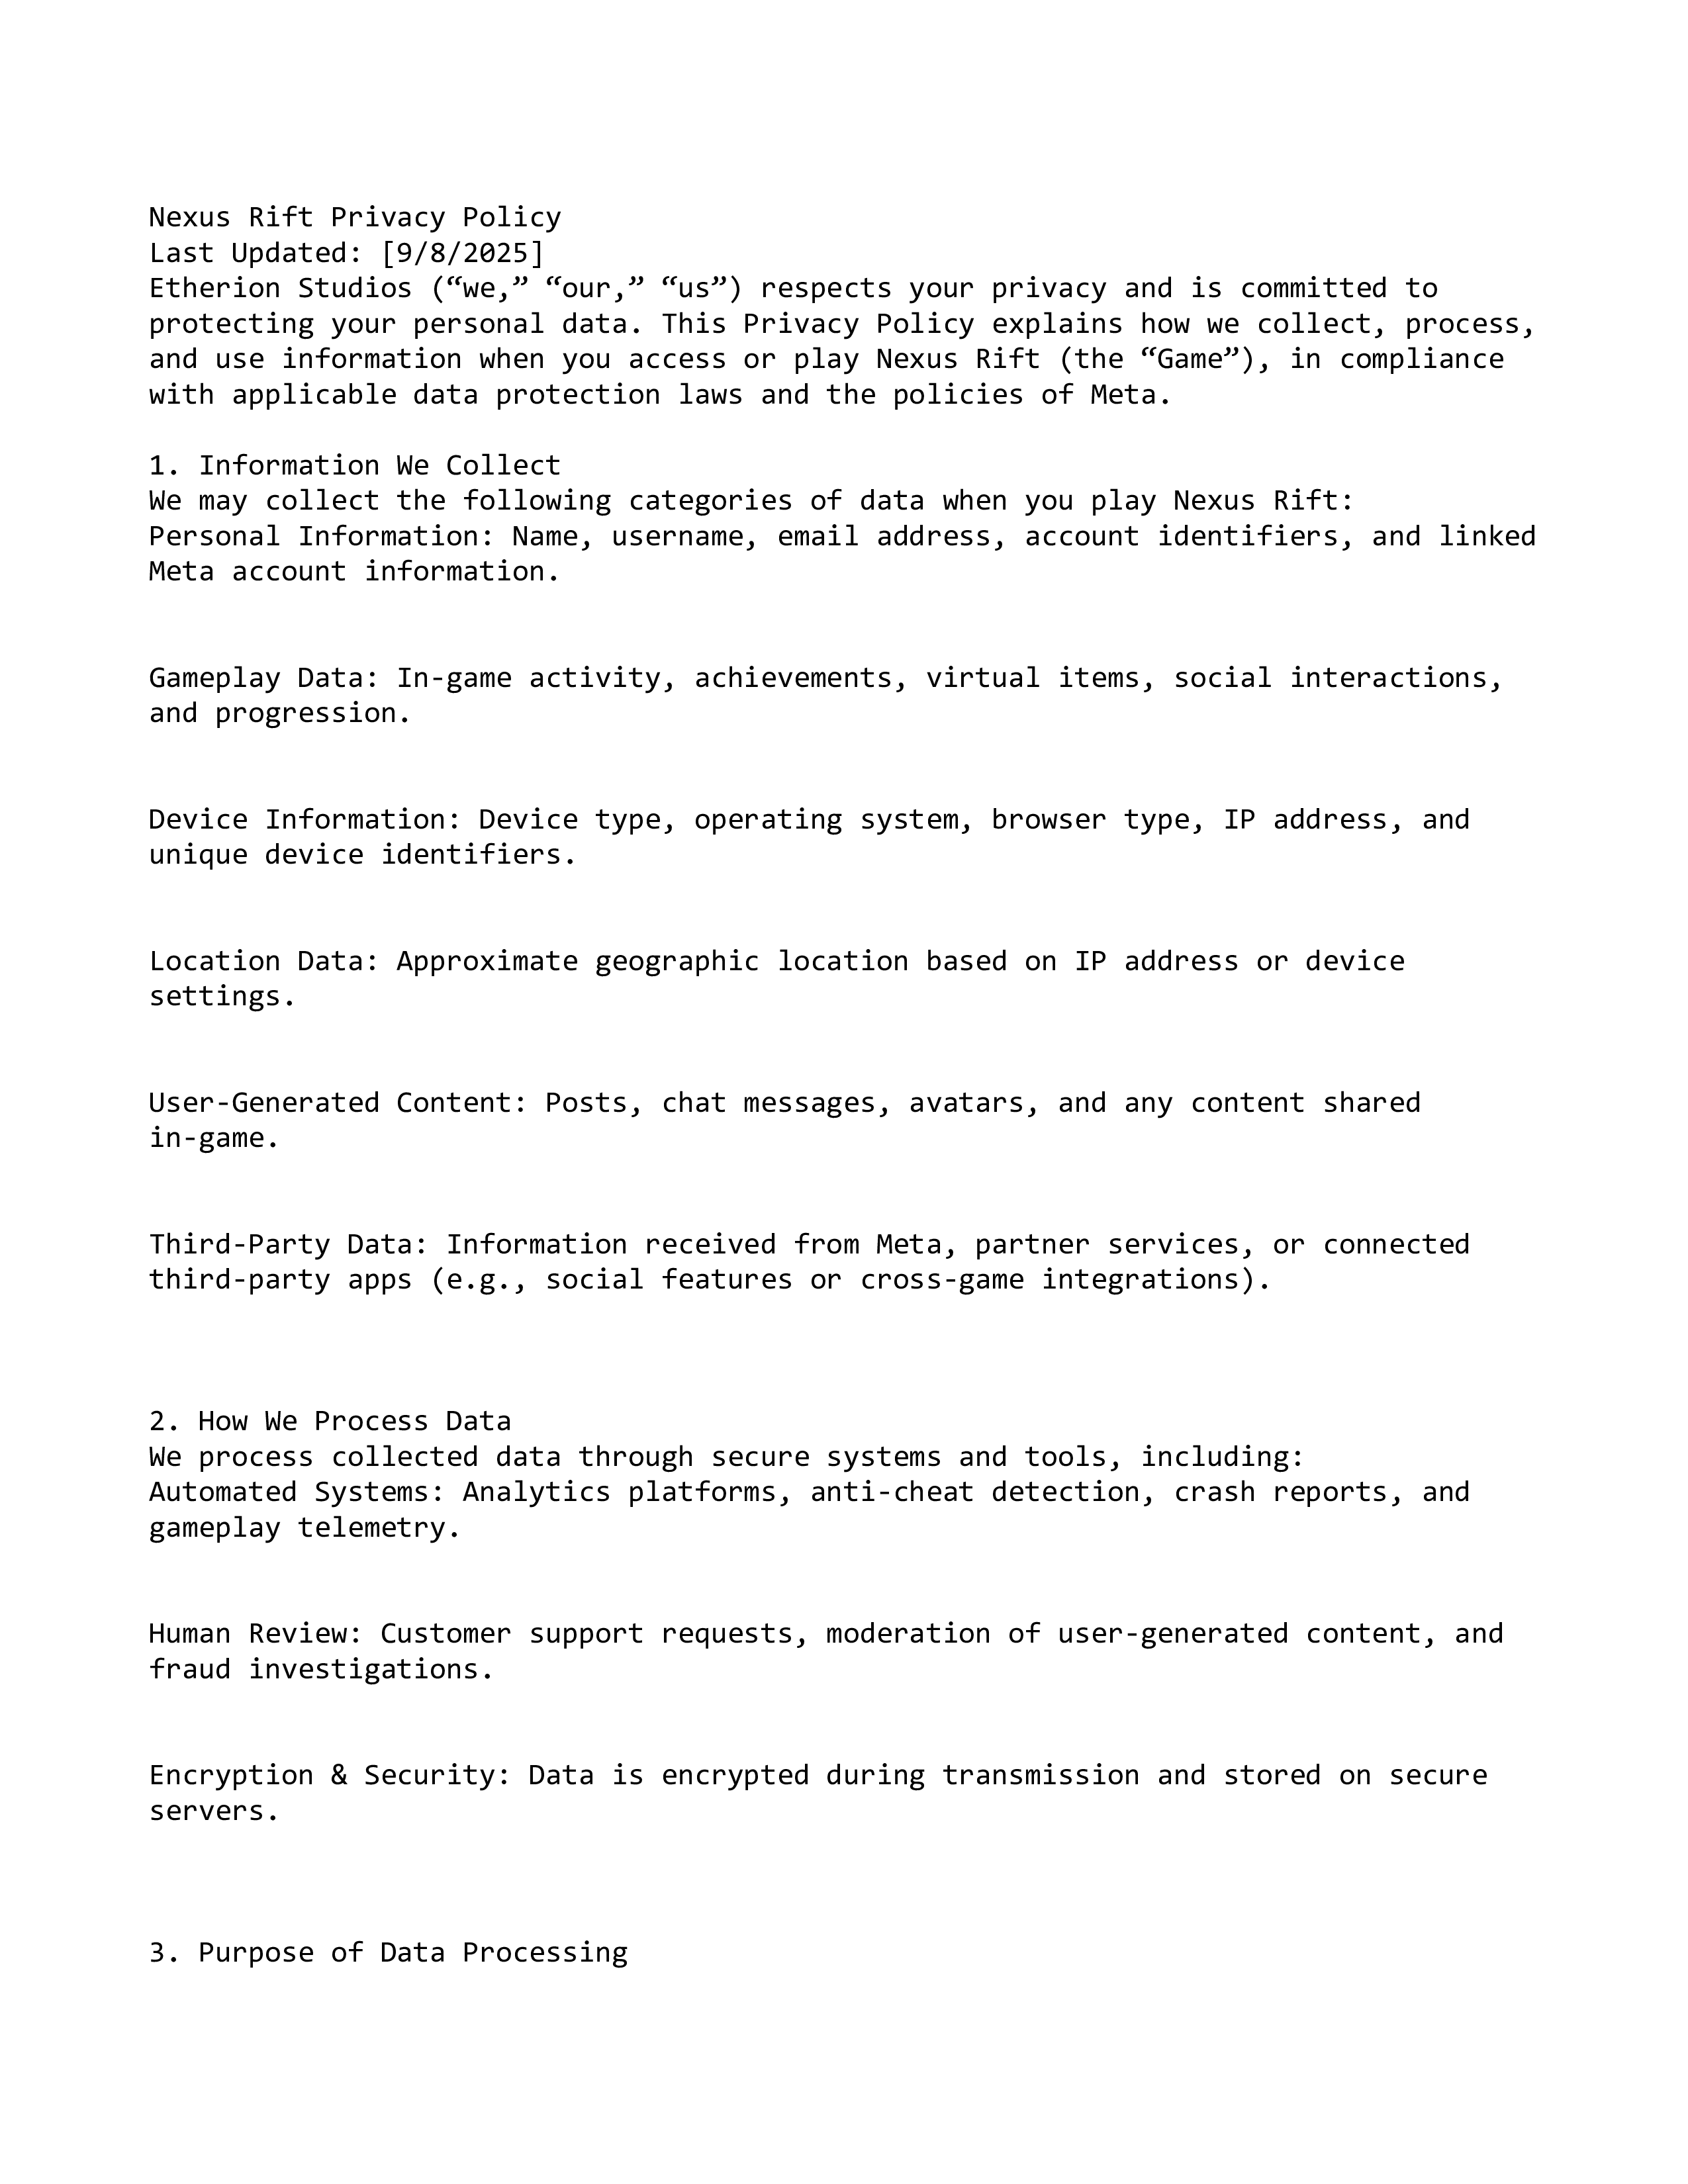 Nexus Rift Privacy Policy
Last Updated: [9/8/2025]
Etherion Studios (“we,” “our,” “us”) respects your privacy and is committed to
protecting your personal data. This Privacy Policy explains how we collect, process,
and use information when you access or play Nexus Rift (the “Game”), in compliance
with applicable data protection laws and the policies of Meta.
1. Information We Collect
We may collect the following categories of data when you play Nexus Rift:
Personal Information: Name, username, email address, account identifiers, and linked
Meta account information.
Gameplay Data: In-game activity, achievements, virtual items, social interactions,
and progression.
Device Information: Device type, operating system, browser type, IP address, and
unique device identifiers.
Location Data: Approximate geographic location based on IP address or device
settings.
User-Generated Content: Posts, chat messages, avatars, and any content shared
in-game.
Third-Party Data: Information received from Meta, partner services, or connected
third-party apps (e.g., social features or cross-game integrations).
2. How We Process Data
We process collected data through secure systems and tools, including:
Automated Systems: Analytics platforms, anti-cheat detection, crash reports, and
gameplay telemetry.
Human Review: Customer support requests, moderation of user-generated content, and
fraud investigations.
Encryption & Security: Data is encrypted during transmission and stored on secure
servers.
3. Purpose of Data Processing